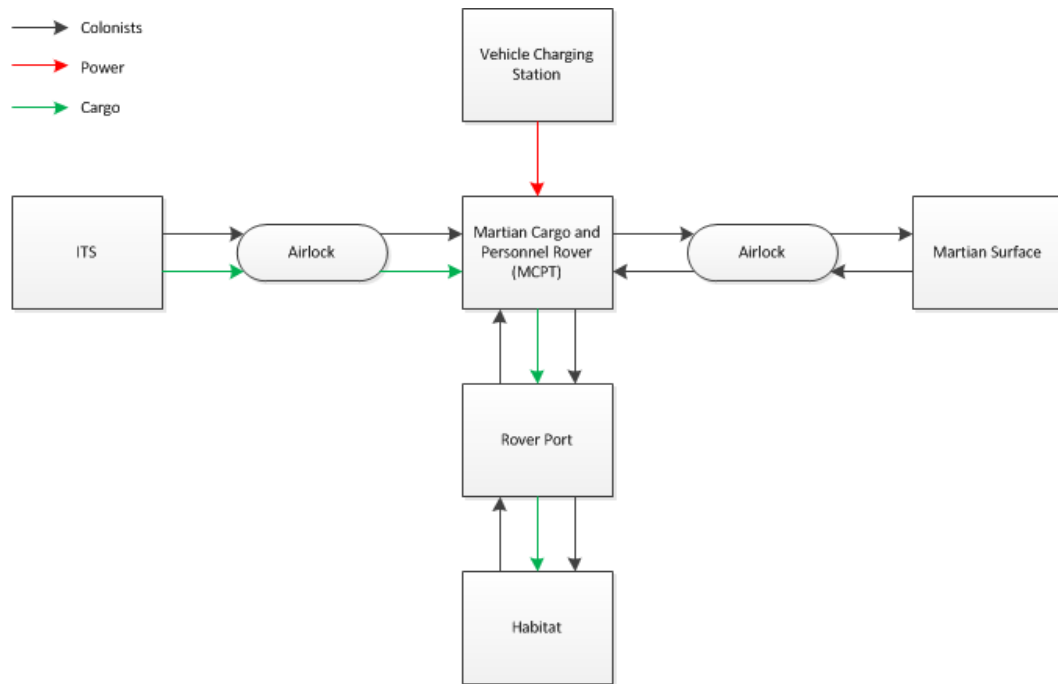 Colonists
Power
Cargo
Vehicle Charging
Station
ITS
Airlock
Martian Cargo and
Personnel Rover
(MCPT)
Airlock
Martian Surface
Rover Port
Habitat